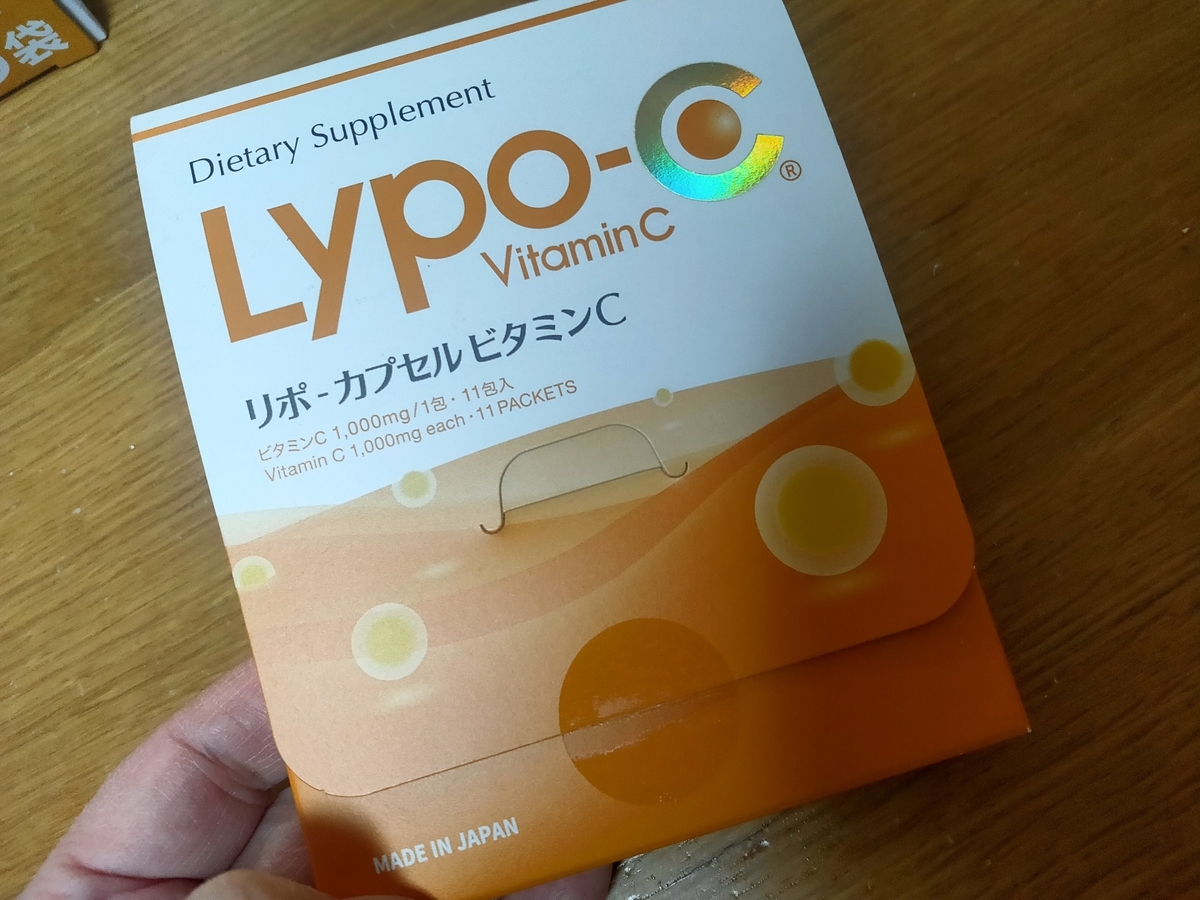 袋
Dietary Supplement
Lypo-C®
Vitamin C
リポ-カプセル ビタミンC
ビタミンC 1,000mg/1包・11包入
Vitamin C 1,000mg each・11 PACKETS
MADE IN JAPAN